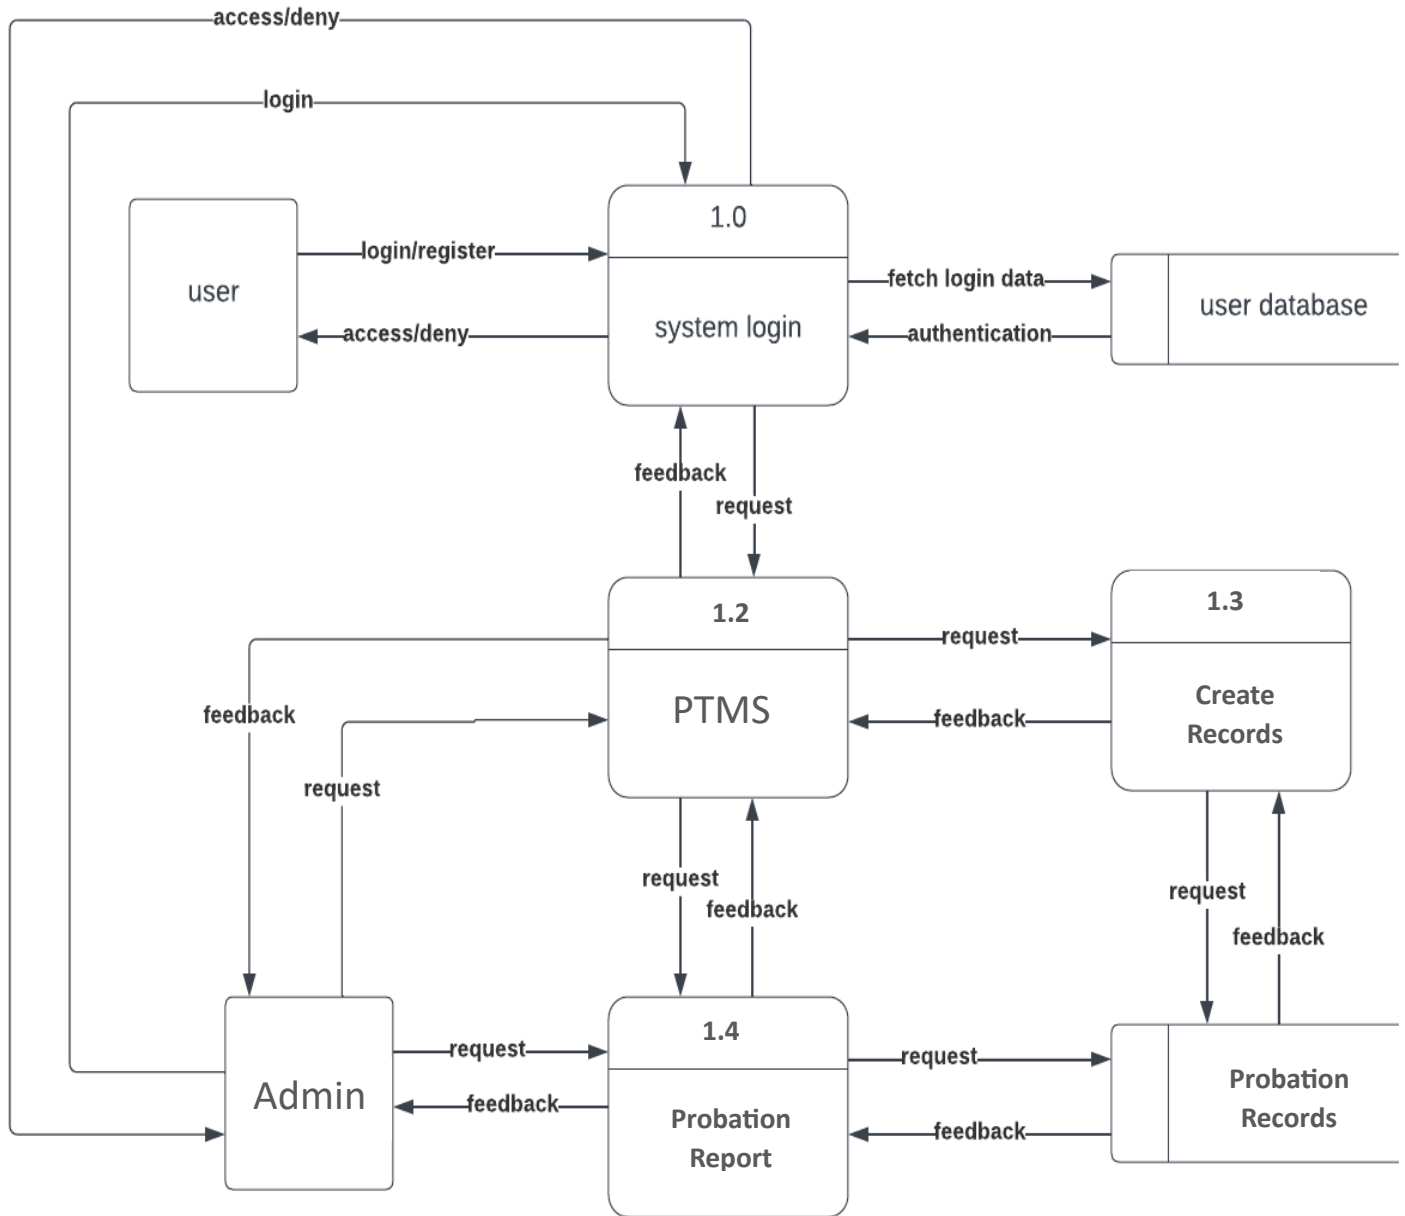 access/deny
login
1.0
login/register
user
fetch login data
user database
system login
access/deny
authentication
feedback
request
1.2
1.3
request
PTMS
Create
Records
feedback
feedback
request
request
request
feedback
feedback
1.4
request
request
Admin
feedback
Probation
Report
Probation
Records
feedback